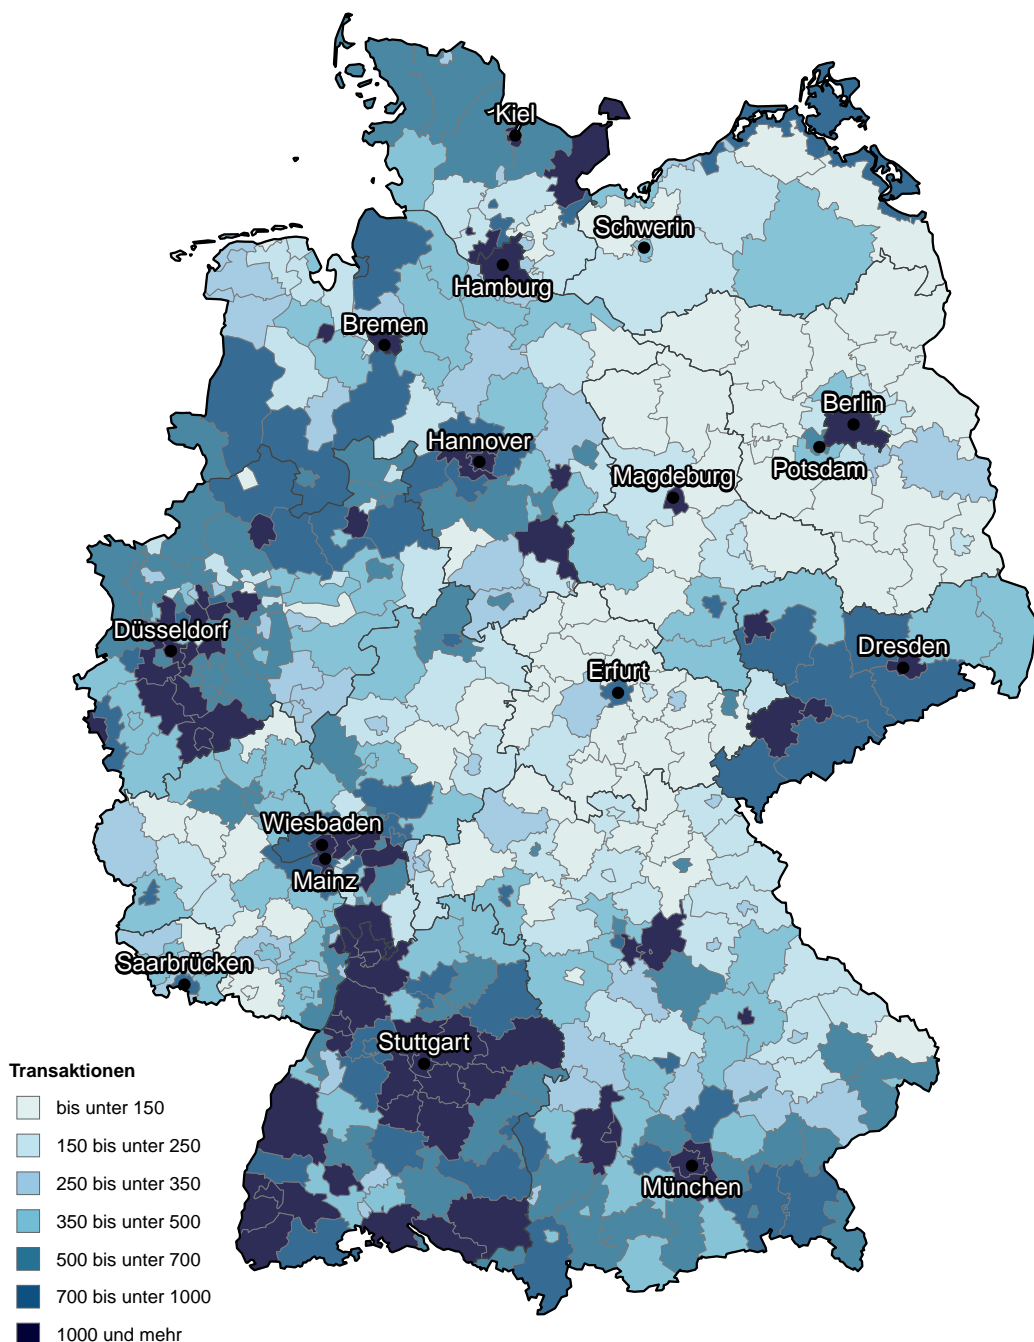 Kiel
Schwerin
Hamburg
Bremen
Berlin
Hannover
Potsdam
Magdeburg
Düsseldorf
Dresden
Erfurt
Wiesbaden
Mainz
Saarbrücken
Stuttgart
München
Transaktionen
bis unter 150
150 bis unter 250
250 bis unter 350
350 bis unter 500
500 bis unter 700
700 bis unter 1000
1000 und mehr